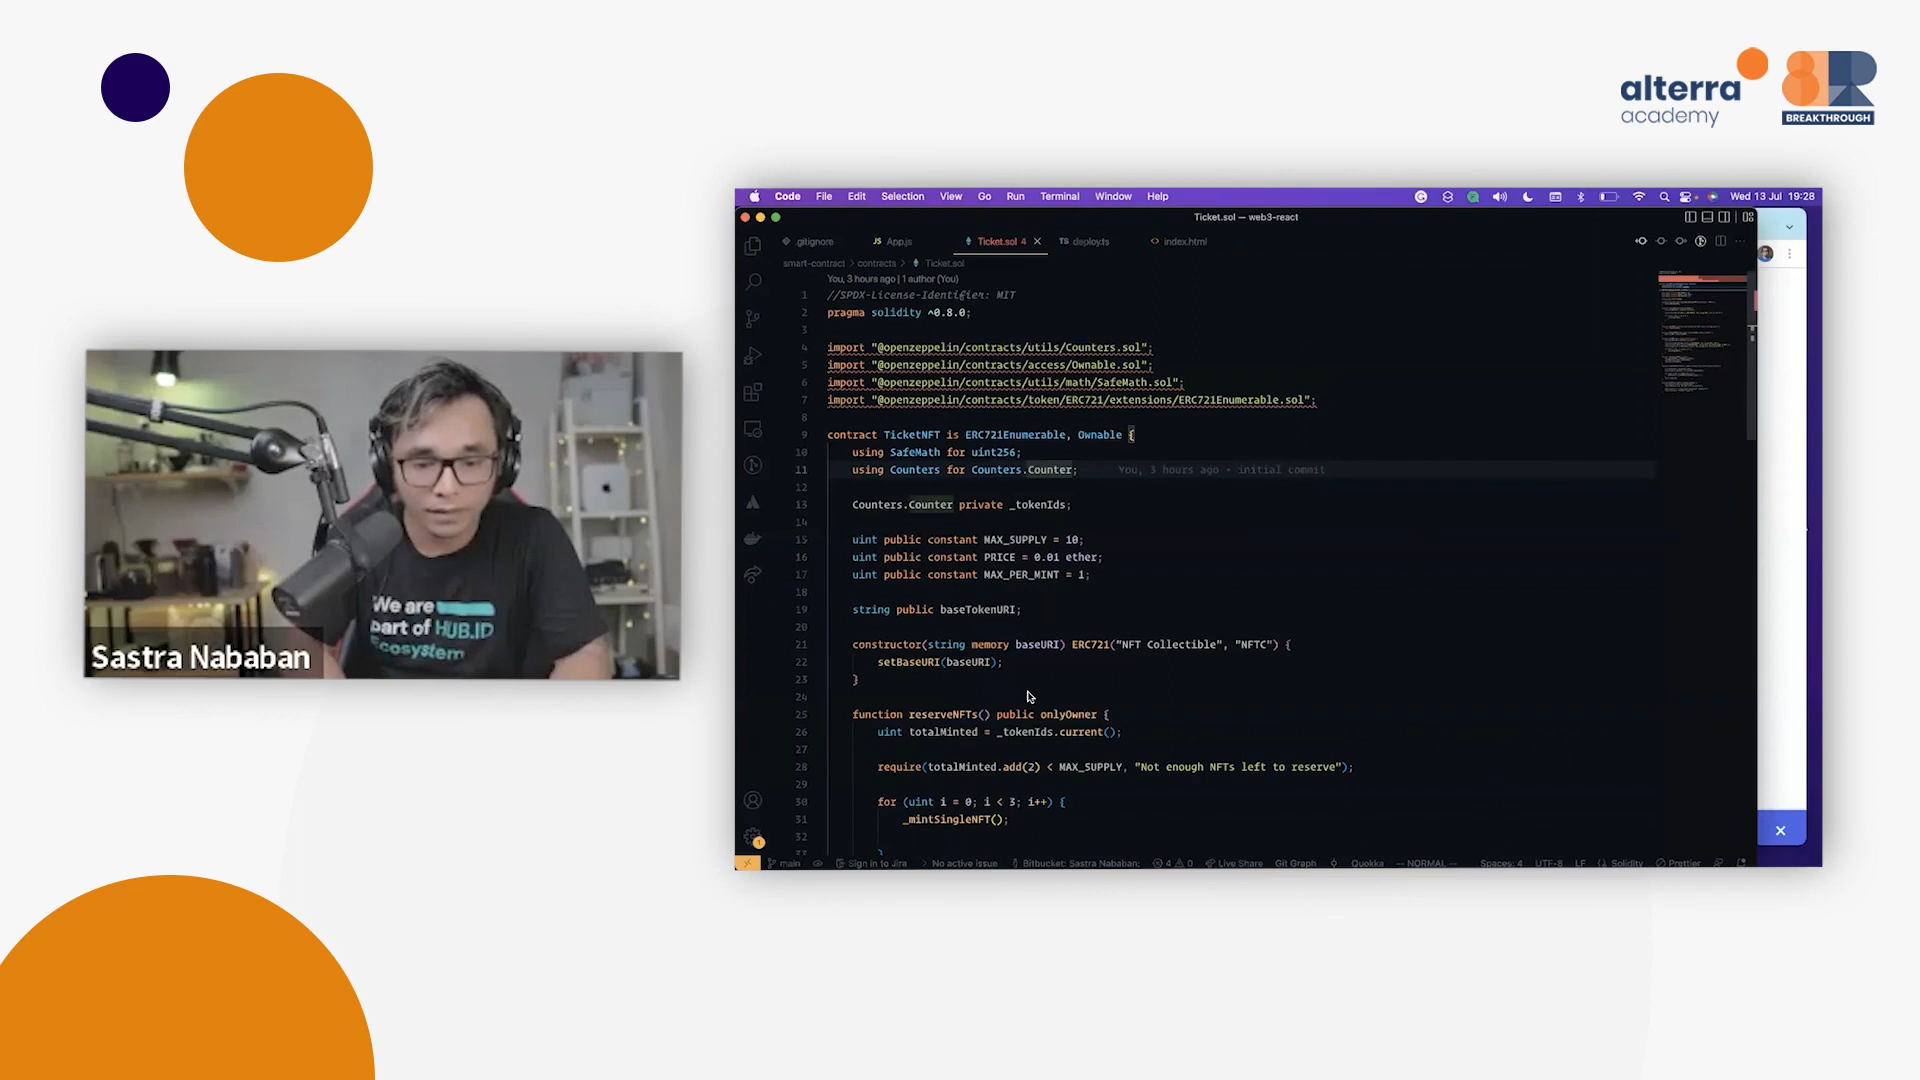 alterra
academy
BREAKTHROUGH
Code File Edit Selection View Go Run Terminal Window Help
Wed 13 Jul 19:28
Ticket.sol — web3-react
.gitignore
JS App.js
Ticket.sol 4
TS deploy.ts
index.html
smart-contract > contracts > Ticket.sol
You, 3 hours ago | 1 author (You)
1 //SPDX-License-Identifier: MIT
2 pragma solidity ^0.8.0;
3
4 import "@openzeppelin/contracts/utils/Counters.sol";
5 import "@openzeppelin/contracts/access/Ownable.sol";
6 import "@openzeppelin/contracts/utils/math/SafeMath.sol";
7 import "@openzeppelin/contracts/token/ERC721/extensions/ERC721Enumerable.sol";
8
9 contract TicketNFT is ERC721Enumerable, Ownable {
10 using SafeMath for uint256;
11 using Counters for Counters.Counter; You, 3 hours ago • initial commit
12
13 Counters.Counter private _tokenIds;
14
15 uint public constant MAX_SUPPLY = 10;
16 uint public constant PRICE = 0.01 ether;
17 uint public constant MAX_PER_MINT = 1;
18
19 string public baseTokenURI;
20
21 constructor(string memory baseURI) ERC721("NFT Collectible", "NFTC") {
22 setBaseURI(baseURI);
23 }
24
25 function reserveNFTs() public onlyOwner {
26 uint totalMinted = _tokenIds.current();
27
28 require(totalMinted.add(2) < MAX_SUPPLY, "Not enough NFTs left to reserve");
29
30 for (uint i = 0; i < 3; i++) {
31 _mintSingleNFT();
32
}
main Sign in to Jira No active issue Bitbucket: Sastra Nababan: 4 0 Live Share Git Graph Quokka -- NORMAL -- Spaces: 4 UTF-8 LF Solidity Prettier
1
We are
part of HUB.ID
Ecosystem
Sastra Nababan